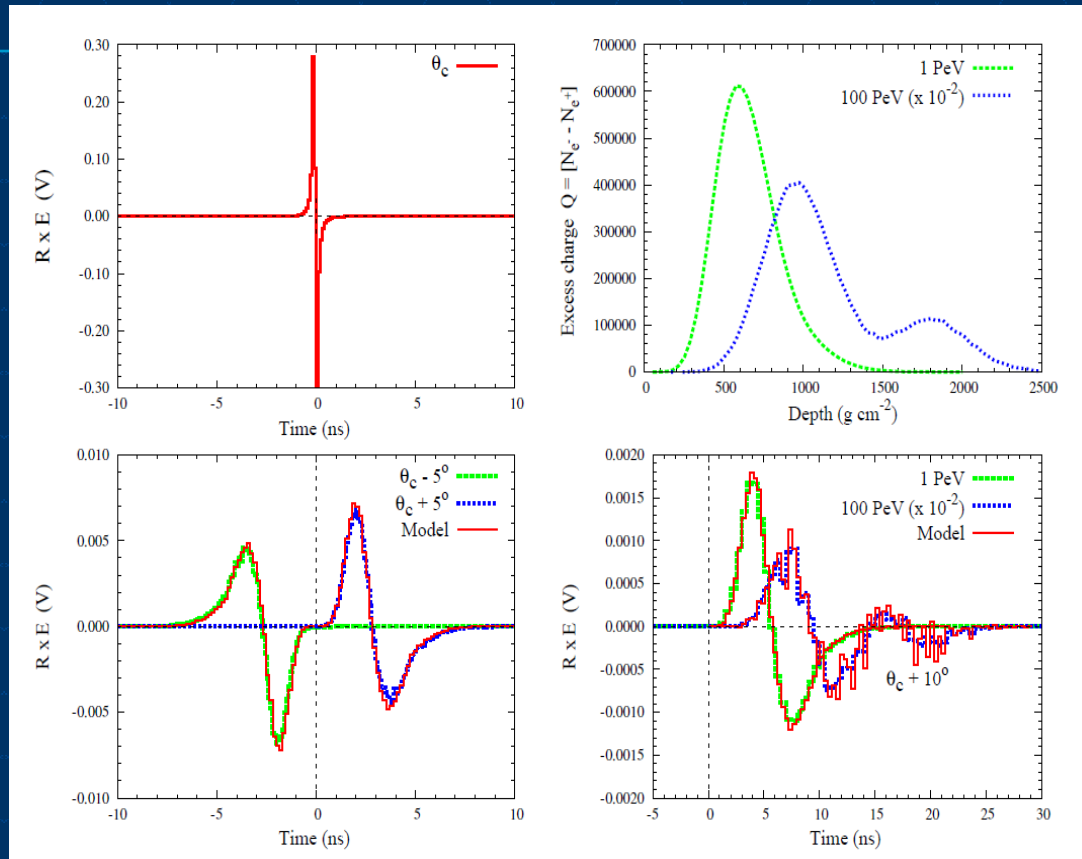 0.30
0.20
0.10
0.00
-0.10
-0.20
-0.30
R x E (V)
θc
-10 -5 0 5 10
Time (ns)
700000
600000
500000
400000
300000
200000
100000
0
Excess charge Q = [Ne- - Ne+]
1 PeV
100 PeV (x 10-2)
0 500 1000 1500 2000 2500
Depth (g cm-2)
0.010
0.005
0.000
-0.005
-0.010
R x E (V)
θc - 5o
θc + 5o
Model
-10 -5 0 5 10
Time (ns)
0.0020
0.0015
0.0010
0.0005
0.0000
-0.0005
-0.0010
-0.0015
-0.0020
R x E (V)
1 PeV
100 PeV (x 10-2)
Model
θc + 10o
-5 0 5 10 15 20 25 30
Time (ns)